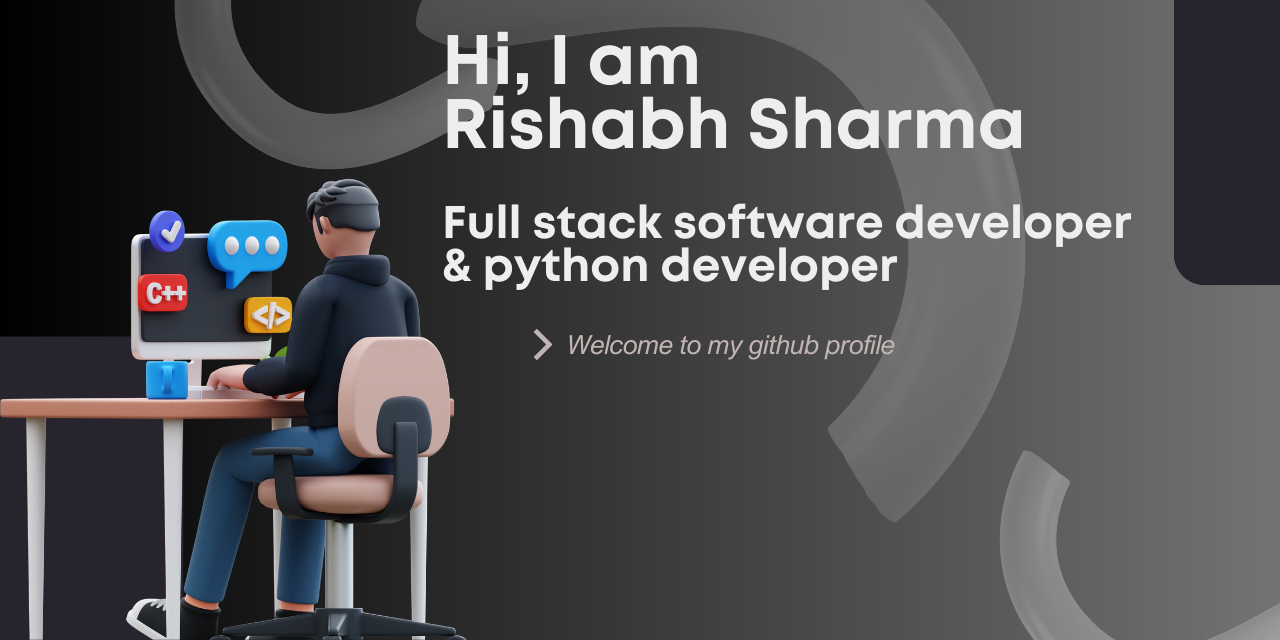 Hi, I am
Rishabh Sharma
Full stack software developer
& python developer
Welcome to my github profile
C++
</>